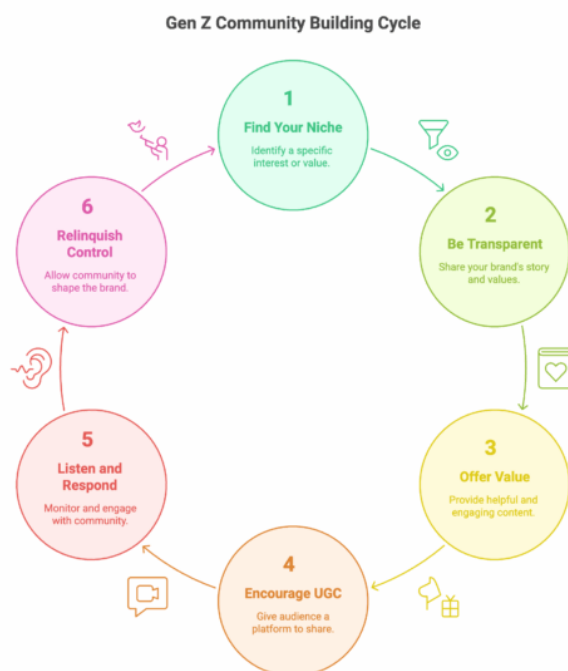 Gen Z Community Building Cycle
1
Find Your Niche
Identify a specific
interest or value.
2
Be Transparent
Share your brand's story
and values.
3
Offer Value
Provide helpful and
engaging content.
4
Encourage UGC
Give audience a
platform to share.
5
Listen and
Respond
Monitor and engage
with community.
6
Relinquish
Control
Allow community to
shape the brand.